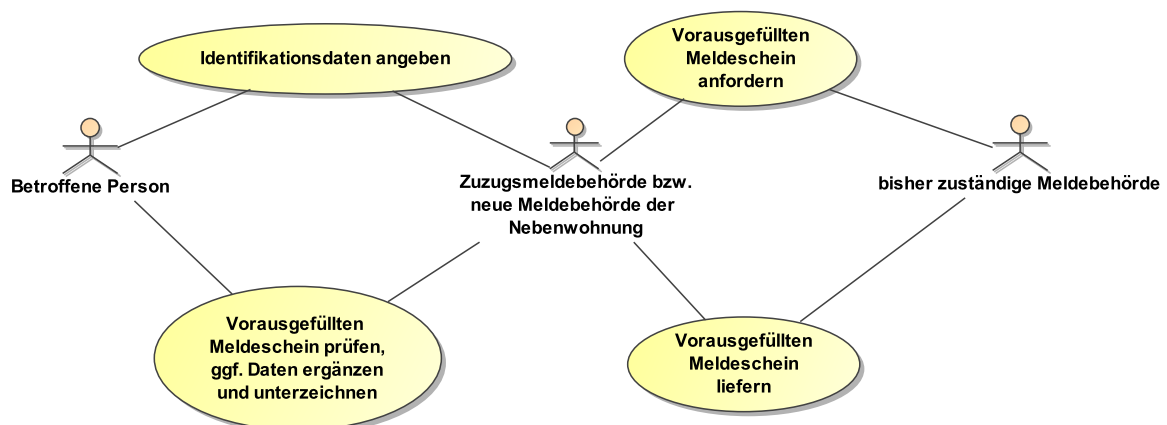 Identifikationsdaten angeben
Vorausgefüllten
Meldeschein
anfordern
Betroffene Person
Zuzugsmeldebehörde bzw.
neue Meldebehörde der
Nebenwohnung
bisher zuständige Meldebehörde
Vorausgefüllten
Meldeschein prüfen,
ggf. Daten ergänzen
und unterzeichnen
Vorausgefüllten
Meldeschein
liefern